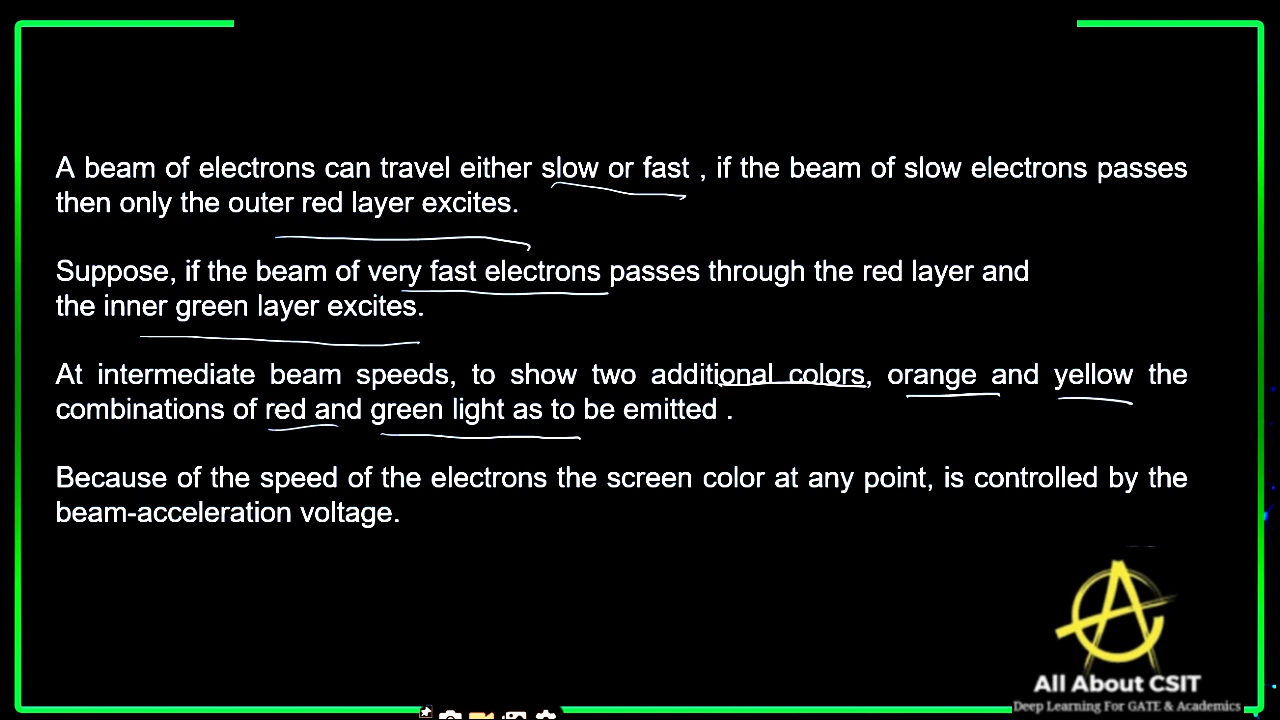 A beam of electrons can travel either slow or fast , if the beam of slow electrons passes
then only the outer red layer excites.
Suppose, if the beam of very fast electrons passes through the red layer and
the inner green layer excites.
At intermediate beam speeds, to show two additional colors, orange and yellow the
combinations of red and green light as to be emitted .
Because of the speed of the electrons the screen color at any point, is controlled by the
beam-acceleration voltage.
All About CSIT
Deep Learning For GATE & Academics